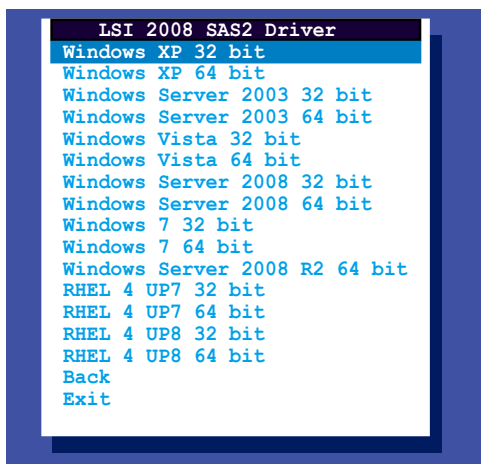 LSI 2008 SAS2 Driver
Windows XP 32 bit
Windows XP 64 bit
Windows Server 2003 32 bit
Windows Server 2003 64 bit
Windows Vista 32 bit
Windows Vista 64 bit
Windows Server 2008 32 bit
Windows Server 2008 64 bit
Windows 7 32 bit
Windows 7 64 bit
Windows Server 2008 R2 64 bit
RHEL 4 UP7 32 bit
RHEL 4 UP7 64 bit
RHEL 4 UP8 32 bit
RHEL 4 UP8 64 bit
Back
Exit